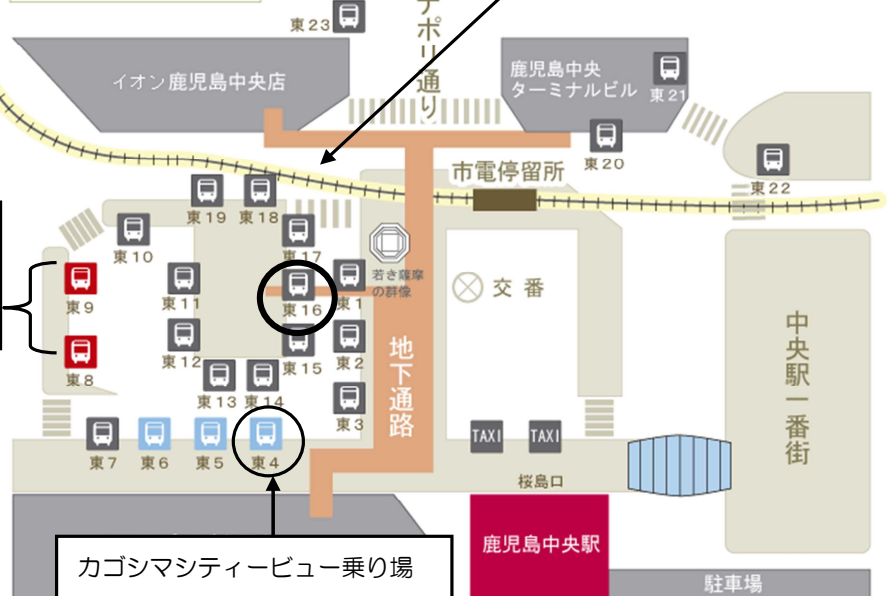 東23
ナポリ通り
イオン鹿児島中央店
鹿児島中央
ターミナルビル
東21
東20
市電停留所
東22
東19
東18
東17
東10
若き薩摩
の群像
東9
東11
東16
東1
交番
東8
東12
東15
東2
地下通路
中央駅一番街
東13
東14
東3
TAXI
TAXI
東7
東6
東5
東4
桜島口
鹿児島中央駅
カゴシマシティービュー乗り場
駐車場